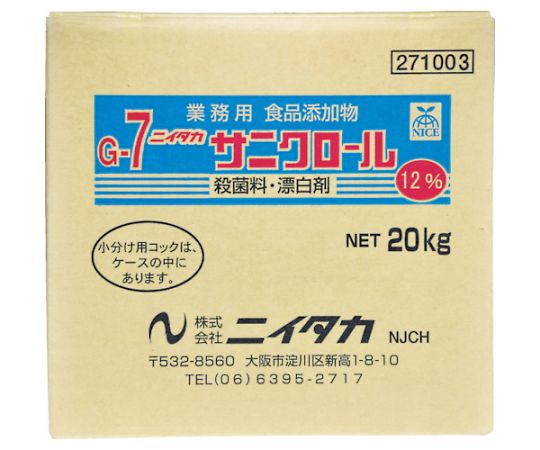 271003
業務用 食品添加物
NICE
G-7 ニイタカ サニクロール
殺菌料・漂白剤
12%
NET 20kg
小分け用コックは、
ケースの中に
あります。
株式会社 ニイタカ NJCH
〒532-8560 大阪市淀川区新高1-8-10
TEL(06)6395-2717